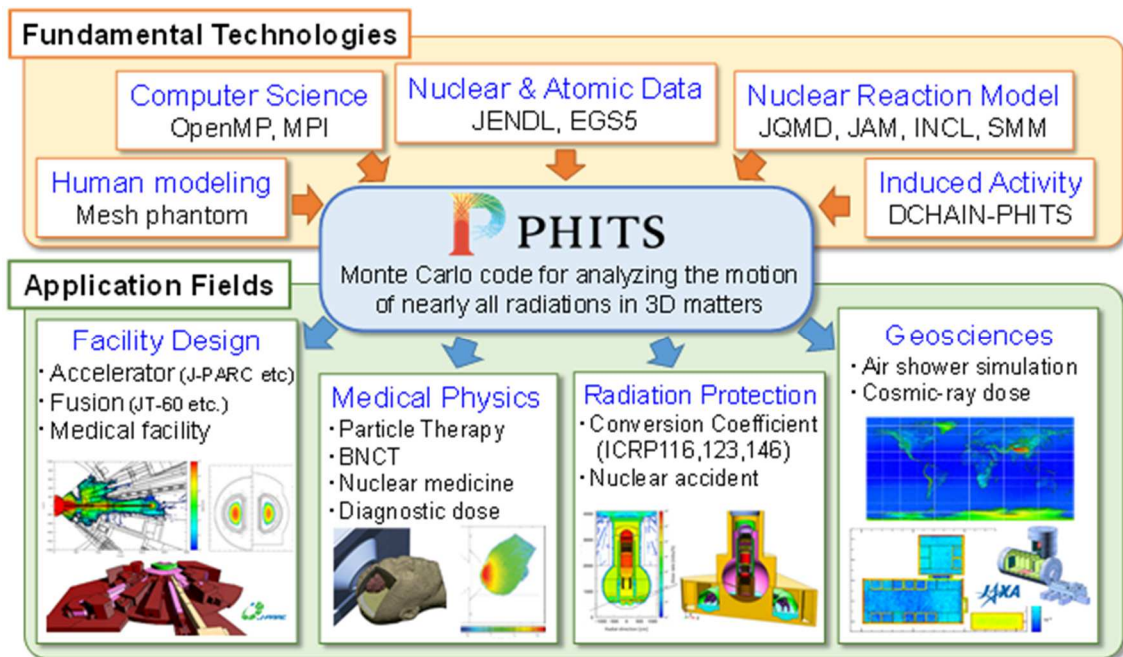 Fundamental Technologies
Computer Science
OpenMP, MPI
Nuclear & Atomic Data
JENDL, EGS5
Nuclear Reaction Model
JQMD, JAM, INCL, SMM
Human modeling
Mesh phantom
Induced Activity
DCHAIN-PHITS
PHITS
Monte Carlo code for analyzing the motion
of nearly all radiations in 3D matters
Application Fields
Facility Design
・Accelerator (J-PARC etc)
・Fusion (JT-60 etc.)
・Medical facility
J-PARC
Medical Physics
・Particle Therapy
・BNCT
・Nuclear medicine
・Diagnostic dose
Radiation Protection
・Conversion Coefficient
(ICRP116,123,146)
・Nuclear accident
Geosciences
・Air shower simulation
・Cosmic-ray dose
JAXA